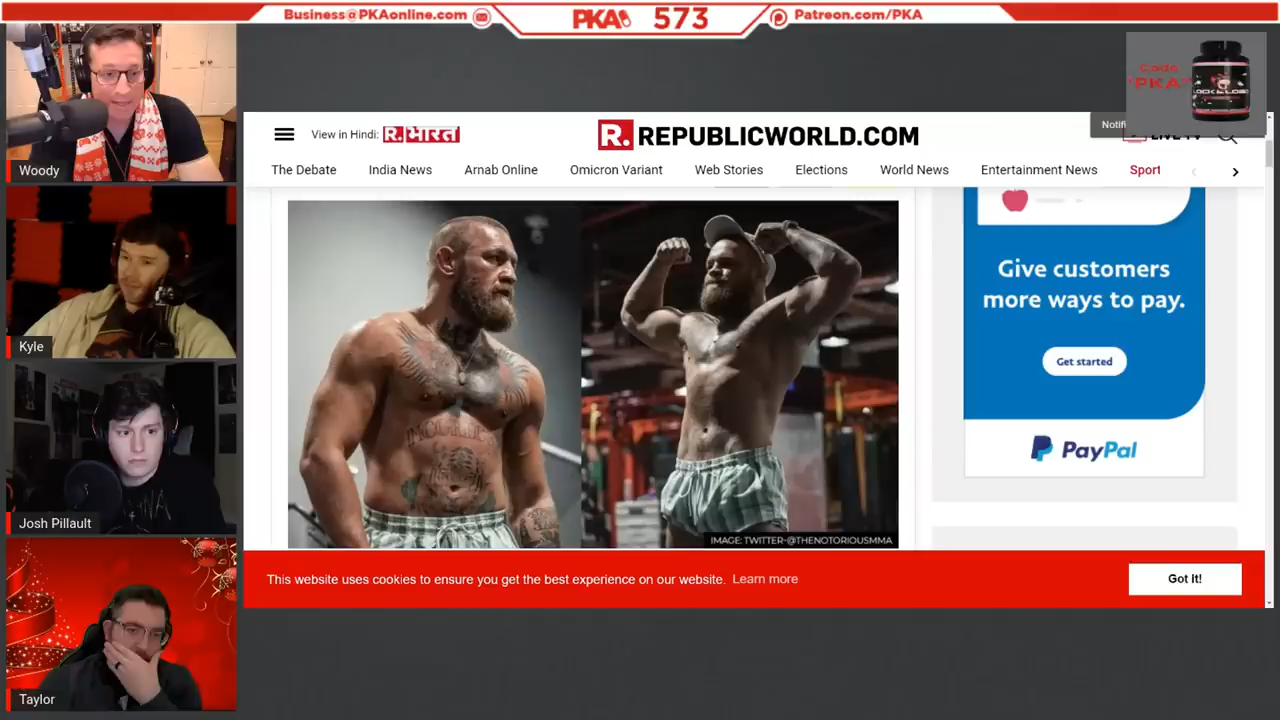 Business@PKAonline.com
PKA 573
Patreon.com/PKA
Code
"PKA"
Woody
Kyle
Josh Pillault
Taylor
View in Hindi: R.भारत
R. REPUBLICWORLD.COM
Notifi
LIVE TV
The Debate
India News
Arnab Online
Omicron Variant
Web Stories
Elections
World News
Entertainment News
Sport
IMAGE: TWITTER-@THENOTORIOUSMMA
Give customers
more ways to pay.
Get started
PayPal
This website uses cookies to ensure you get the best experience on our website. Learn more
Got It!